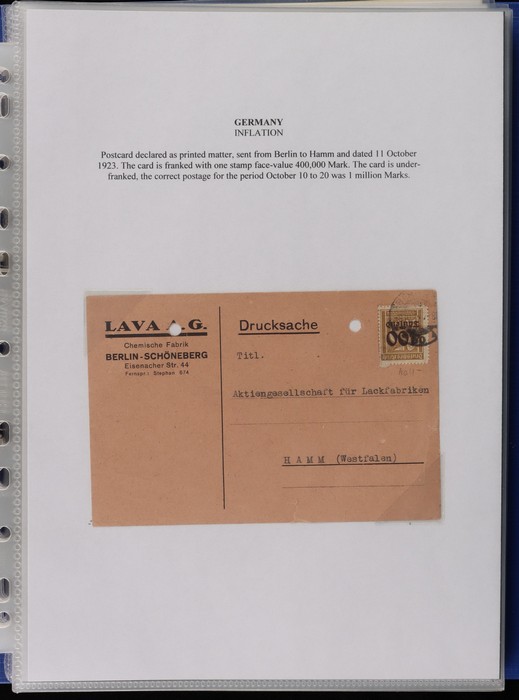 GERMANY
INFLATION
Postcard declared as printed matter, sent from Berlin to Hamm and dated 11 October
1923. The card is franked with one stamp face-value 400,000 Mark. The card is under-
franked, the correct postage for the period October 10 to 20 was 1 million Marks.
LAVA A.G.
Chemische Fabrik
BERLIN-SCHÖNEBERG
Eisenacher Str. 44
Fernspr.: Stephan 974
Drucksache
Titl.
Aktiengesellschaft für Lackfabriken
HAMM (Westfalen)